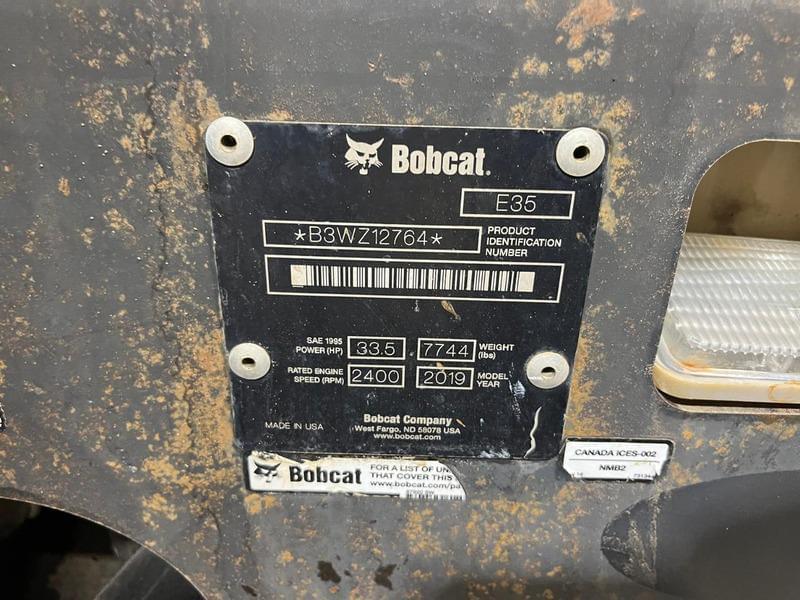 Bobcat.
E35
*B3WZ12764*
PRODUCT
IDENTIFICATION
NUMBER
SAE 1995
POWER (HP)
33.5
7744
WEIGHT
(lbs)
RATED ENGINE
SPEED (RPM)
2400
2019
MODEL
YEAR
MADE IN USA
Bobcat Company
West Fargo, ND 58078 USA
www.bobcat.com
Bobcat
FOR A LIST OF UN
THAT COVER THIS
www.bobcat.com/pa
CANADA ICES-002
NMB2